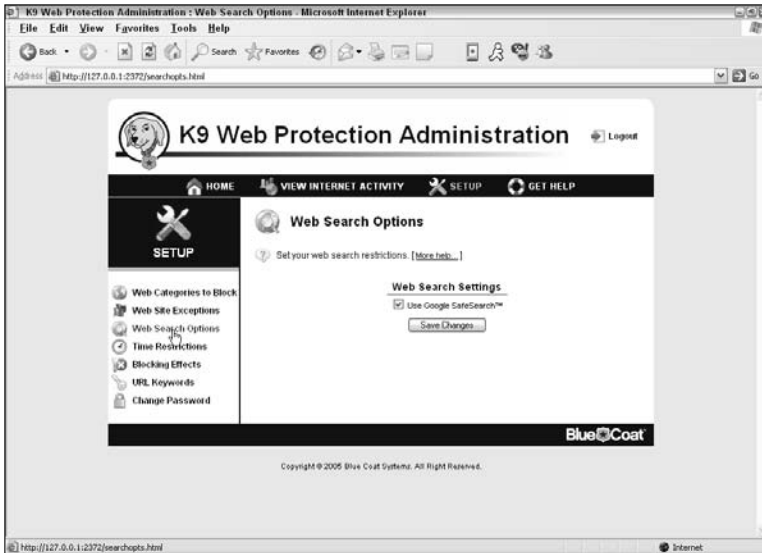 K9 Web Protection Administration : Web Search Options - Microsoft Internet Explorer
File Edit View Favorites Tools Help
Back Search Favorites
Address http://127.0.0.1:2372/searchopts.html Go
K9 Web Protection Administration Logout
HOME VIEW INTERNET ACTIVITY SETUP GET HELP
SETUP
Web Search Options
Set your web search restrictions. [More help...]
Web Search Settings
Use Google SafeSearch™
Save Changes
Web Categories to Block
Web Site Exceptions
Web Search Options
Time Restrictions
Blocking Effects
URL Keywords
Change Password
Blue Coat
Copyright © 2005 Blue Coat Systems. All Right Reserved.
http://127.0.0.1:2372/searchopts.html Internet